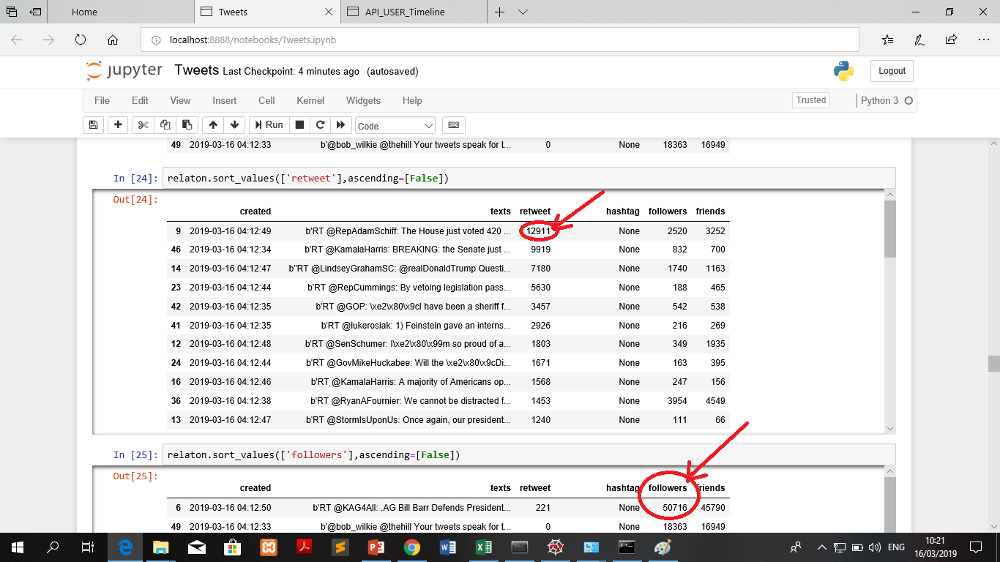 Home Tweets API_USER_Timeline
localhost:8888/notebooks/Tweets.ipynb
jupyter Tweets Last Checkpoint: 4 minutes ago (autosaved) Logout
File Edit View Insert Cell Kernel Widgets Help Trusted Python 3
Run Code
49 2019-03-16 04:12:33 b'@bob_wilkie @thehill Your tweets speak for t... 0 None 18363 16949
In [24]: relaton.sort_values(['retweet'],ascending=[False])
Out[24]:
created texts retweet hashtag followers friends
9 2019-03-16 04:12:49 b'RT @RepAdamSchiff: The House just voted 420 ... 12911 None 2520 3252
46 2019-03-16 04:12:34 b'RT @KamalaHarris: BREAKING: the Senate just ... 9919 None 832 700
14 2019-03-16 04:12:47 b"RT @LindseyGrahamSC: @realDonaldTrump Questi... 7180 None 1740 1163
23 2019-03-16 04:12:44 b'RT @RepCummings: By vetoing legislation pass... 5630 None 188 465
42 2019-03-16 04:12:35 b'RT @GOP: \xe2\x80\x9cI have been a sheriff f... 3457 None 542 538
41 2019-03-16 04:12:35 b'RT @lukerosiak: 1) Feinstein gave an interns... 2926 None 216 269
12 2019-03-16 04:12:48 b'RT @SenSchumer: I\xe2\x80\x99m so proud of a... 1803 None 349 1935
24 2019-03-16 04:12:44 b'RT @GovMikeHuckabee: Will the \xe2\x80\x9cDi... 1671 None 163 395
16 2019-03-16 04:12:46 b'RT @KamalaHarris: A majority of Americans op... 1568 None 247 156
36 2019-03-16 04:12:38 b'RT @RyanAFournier: We cannot be distracted f... 1453 None 3954 4549
13 2019-03-16 04:12:47 b'RT @StormIsUponUs: Once again, our president... 1240 None 111 66
In [25]: relaton.sort_values(['followers'],ascending=[False])
Out[25]:
created texts retweet hashtag followers friends
6 2019-03-16 04:12:50 b'RT @KAG4All: .AG Bill Barr Defends President... 221 None 50716 45790
49 2019-03-16 04:12:33 b'@bob_wilkie @thehill Your tweets speak for t... 0 None 18363 16949
ENG 10:21
16/03/2019